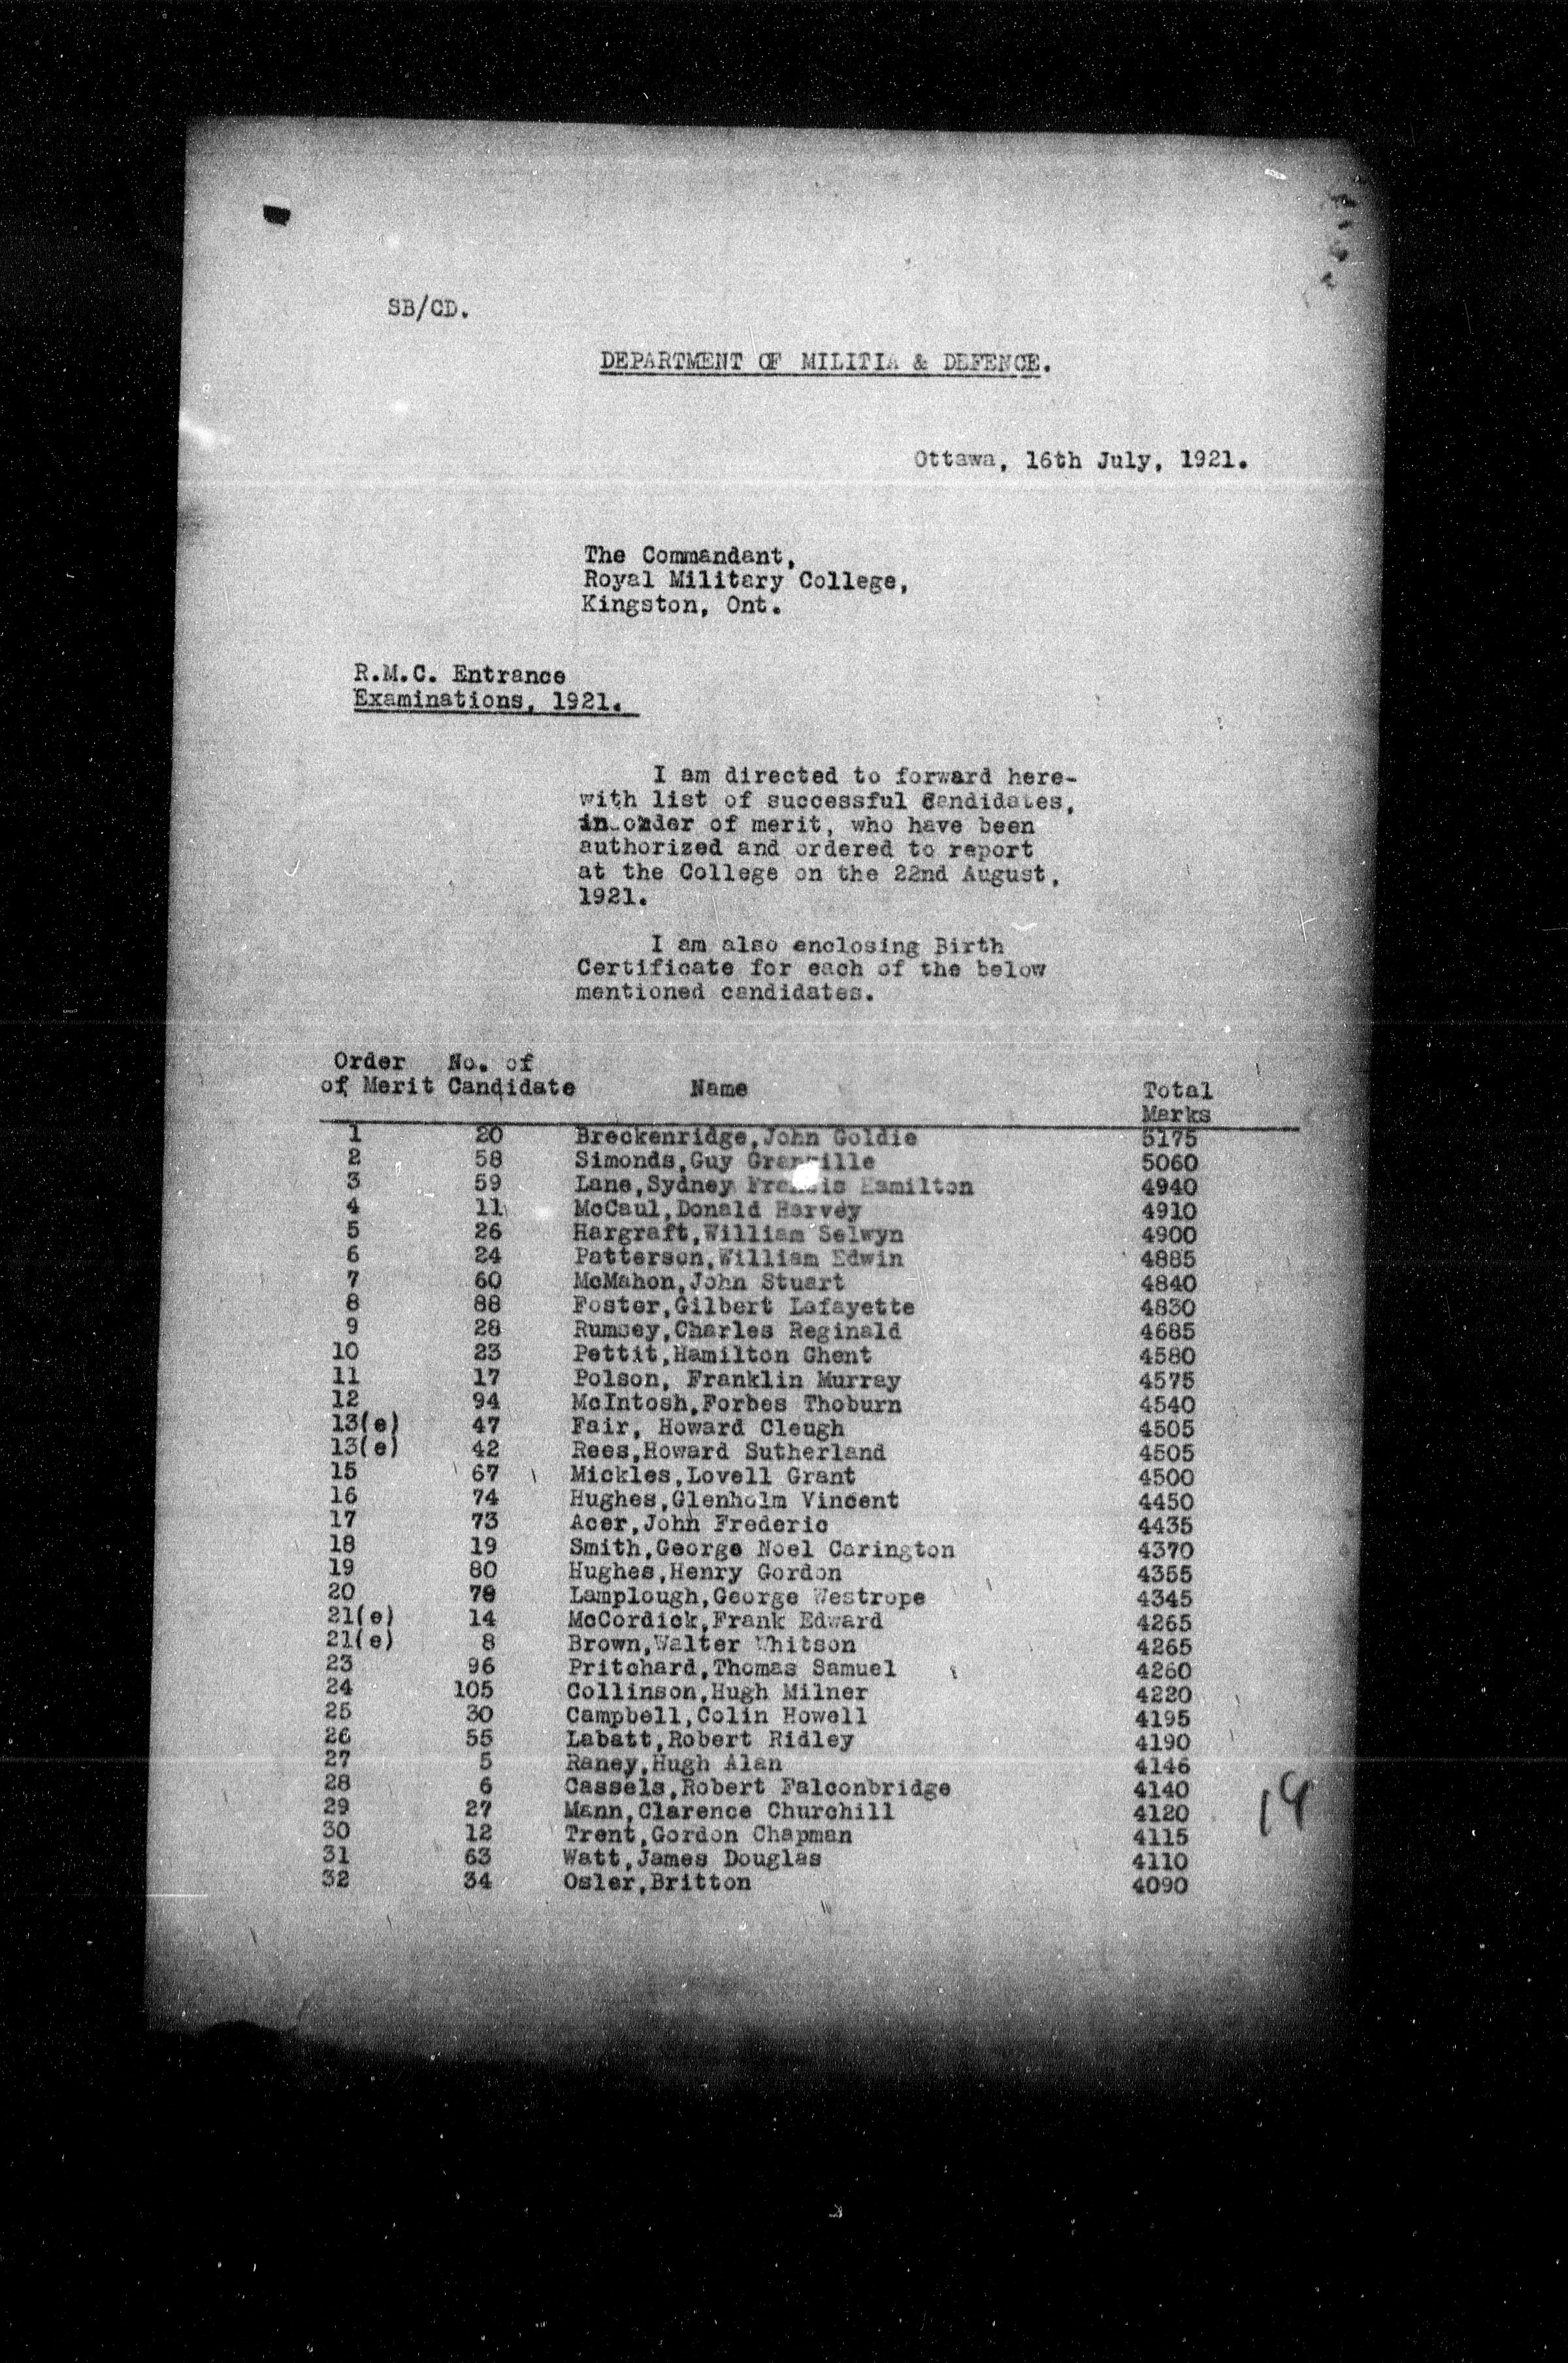 SB/CD.
DEPARTMENT OF MILITIA & DEFENCE.
Ottawa, 16th July, 1921.
The Commandant,
Royal Military College,
Kingston, Ont.
R.M.C. Entrance
Examinations, 1921.
I am directed to forward here-
with list of successful Candidates,
in order of merit, who have been
authorized and ordered to report
at the College on the 22nd August,
1921.
I am also enclosing Birth
Certificate for each of the below
mentioned candidates.
Order No. of
of Merit Candidate Name Total
Marks
1 20 Breckenridge,John Goldie 5175
2 58 Simonds,Guy Granville 5060
3 59 Lane,Sydney Francis Hamilton 4940
4 11 McCaul,Donald Harvey 4910
5 26 Hargraft,William Selwyn 4900
6 24 Patterson,William Edwin 4885
7 60 McMahon,John Stuart 4840
8 88 Foster,Gilbert Lafayette 4830
9 28 Rumsey,Charles Reginald 4685
10 23 Pettit,Hamilton Ghent 4580
11 17 Polson, Franklin Murray 4575
12 94 McIntosh,Forbes Thoburn 4540
13(e) 47 Fair, Howard Cleugh 4505
13(e) 42 Rees,Howard Sutherland 4505
15 67 Mickles,Lovell Grant 4500
16 74 Hughes,Glenholm Vincent 4450
17 73 Acer,John Frederic 4435
18 19 Smith,George Noel Carington 4370
19 80 Hughes,Henry Gordon 4355
20 Lamplough,George Westrope 4345
21(e) 14 McCordick,Frank Edward 4265
21(e) 8 Brown,Walter Whitson 4265
23 96 Pritchard,Thomas Samuel 4260
24 105 Collinson,Hugh Milner 4220
25 30 Campbell,Colin Howell 4195
26 55 Labatt,Robert Ridley 4190
27 5 Raney,Hugh Alan 4146
28 6 Cassels,Robert Falconbridge 4140
29 27 Mann,Clarence Churchill 4120
30 12 Trent,Gordon Chapman 4115
31 63 Watt,James Douglas 4110
32 34 Osler,Britton 4090
19